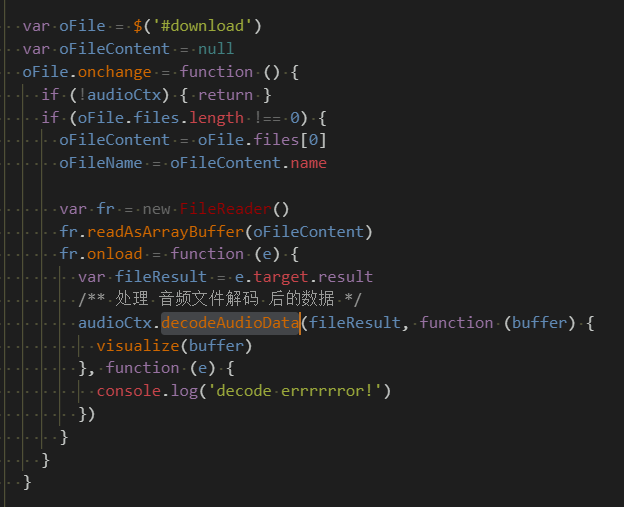 var oFile = $('#download')
var oFileContent = null
oFile.onchange = function () {
if (!audioCtx) { return }
if (oFile.files.length !== 0) {
oFileContent = oFile.files[0]
oFileName = oFileContent.name
var fr = new FileReader()
fr.readAsArrayBuffer(oFileContent)
fr.onload = function (e) {
var fileResult = e.target.result
/** 处理 音频文件解码 后的数据 */
audioCtx.decodeAudioData(fileResult, function (buffer) {
visualize(buffer)
}, function (e) {
console.log('decode errrrrror!')
})
}
}
}